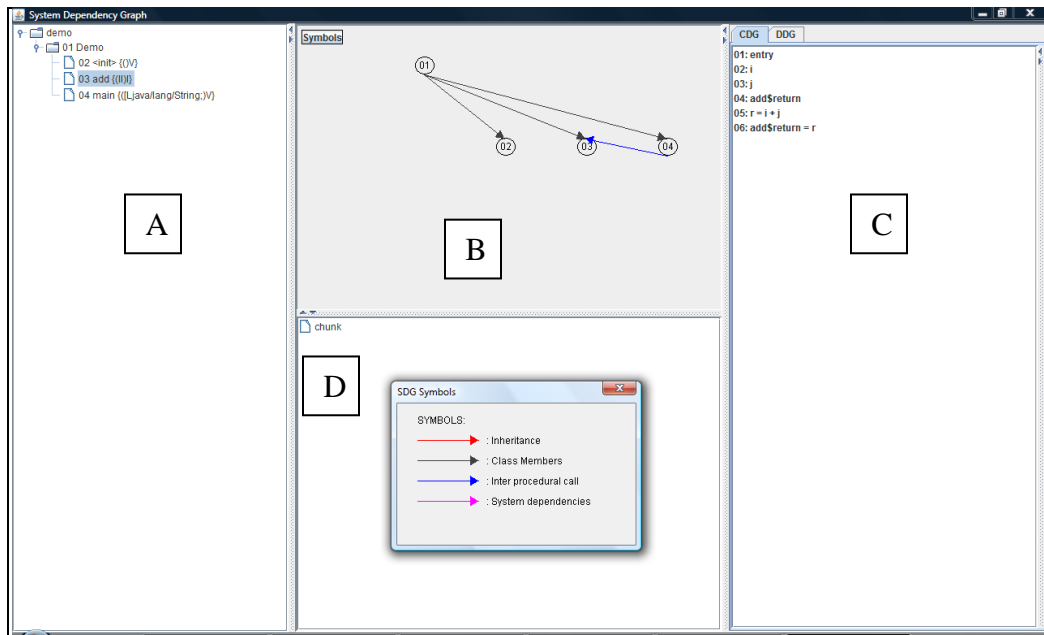 System Dependency Graph
demo
01 Demo
02 <init> {()V}
03 add {(II)I}
04 main {([Ljava/lang/String;)V}
A
Symbols
01
02
03
04
B
CDG DDG
01: entry
02: i
03: j
04: add$return
05: r = i + j
06: add$return = r
C
chunk
D
SDG Symbols
SYMBOLS:
: Inheritance
: Class Members
: Inter procedural call
: System dependencies